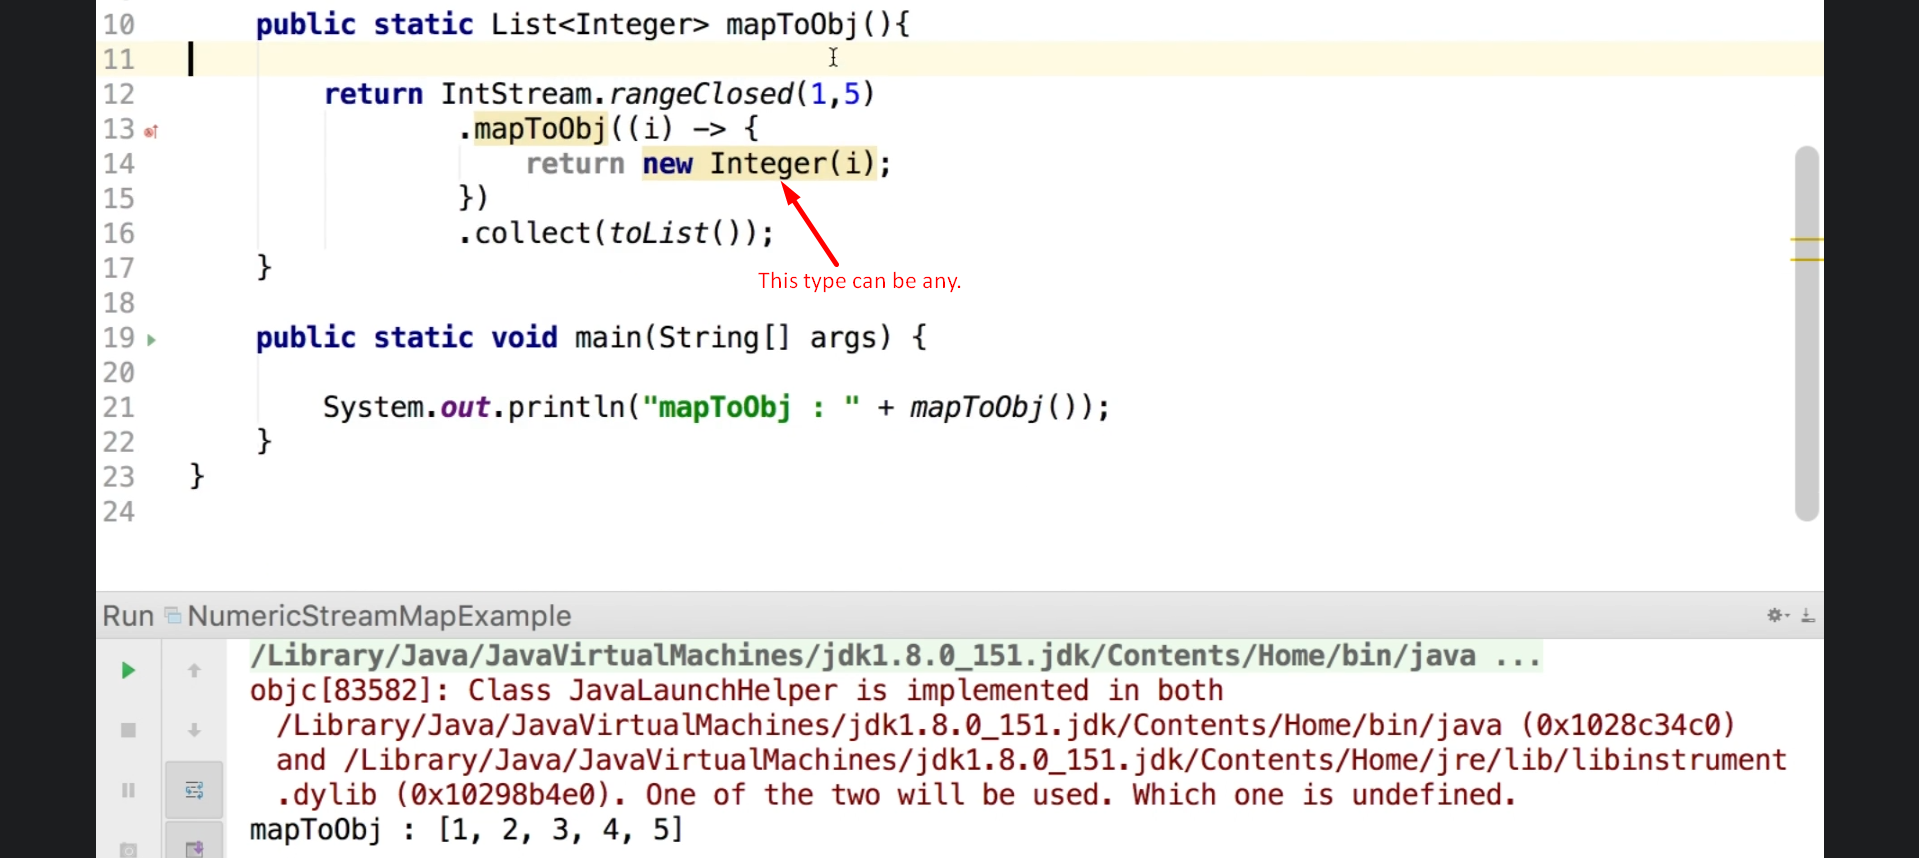 10 public static List<Integer> mapToObj(){
11
12 return IntStream.rangeClosed(1,5)
13 .mapToObj((i) -> {
14 return new Integer(i);
15 })
16 .collect(toList());
17 }
This type can be any.
18
19 public static void main(String[] args) {
20
21 System.out.println("mapToObj : " + mapToObj());
22 }
23 }
24
Run NumericStreamMapExample
/Library/Java/JavaVirtualMachines/jdk1.8.0_151.jdk/Contents/Home/bin/java ...
objc[83582]: Class JavaLaunchHelper is implemented in both
/Library/Java/JavaVirtualMachines/jdk1.8.0_151.jdk/Contents/Home/bin/java (0x1028c34c0)
and /Library/Java/JavaVirtualMachines/jdk1.8.0_151.jdk/Contents/Home/jre/lib/libinstrument
.dylib (0x10298b4e0). One of the two will be used. Which one is undefined.
mapToObj : [1, 2, 3, 4, 5]